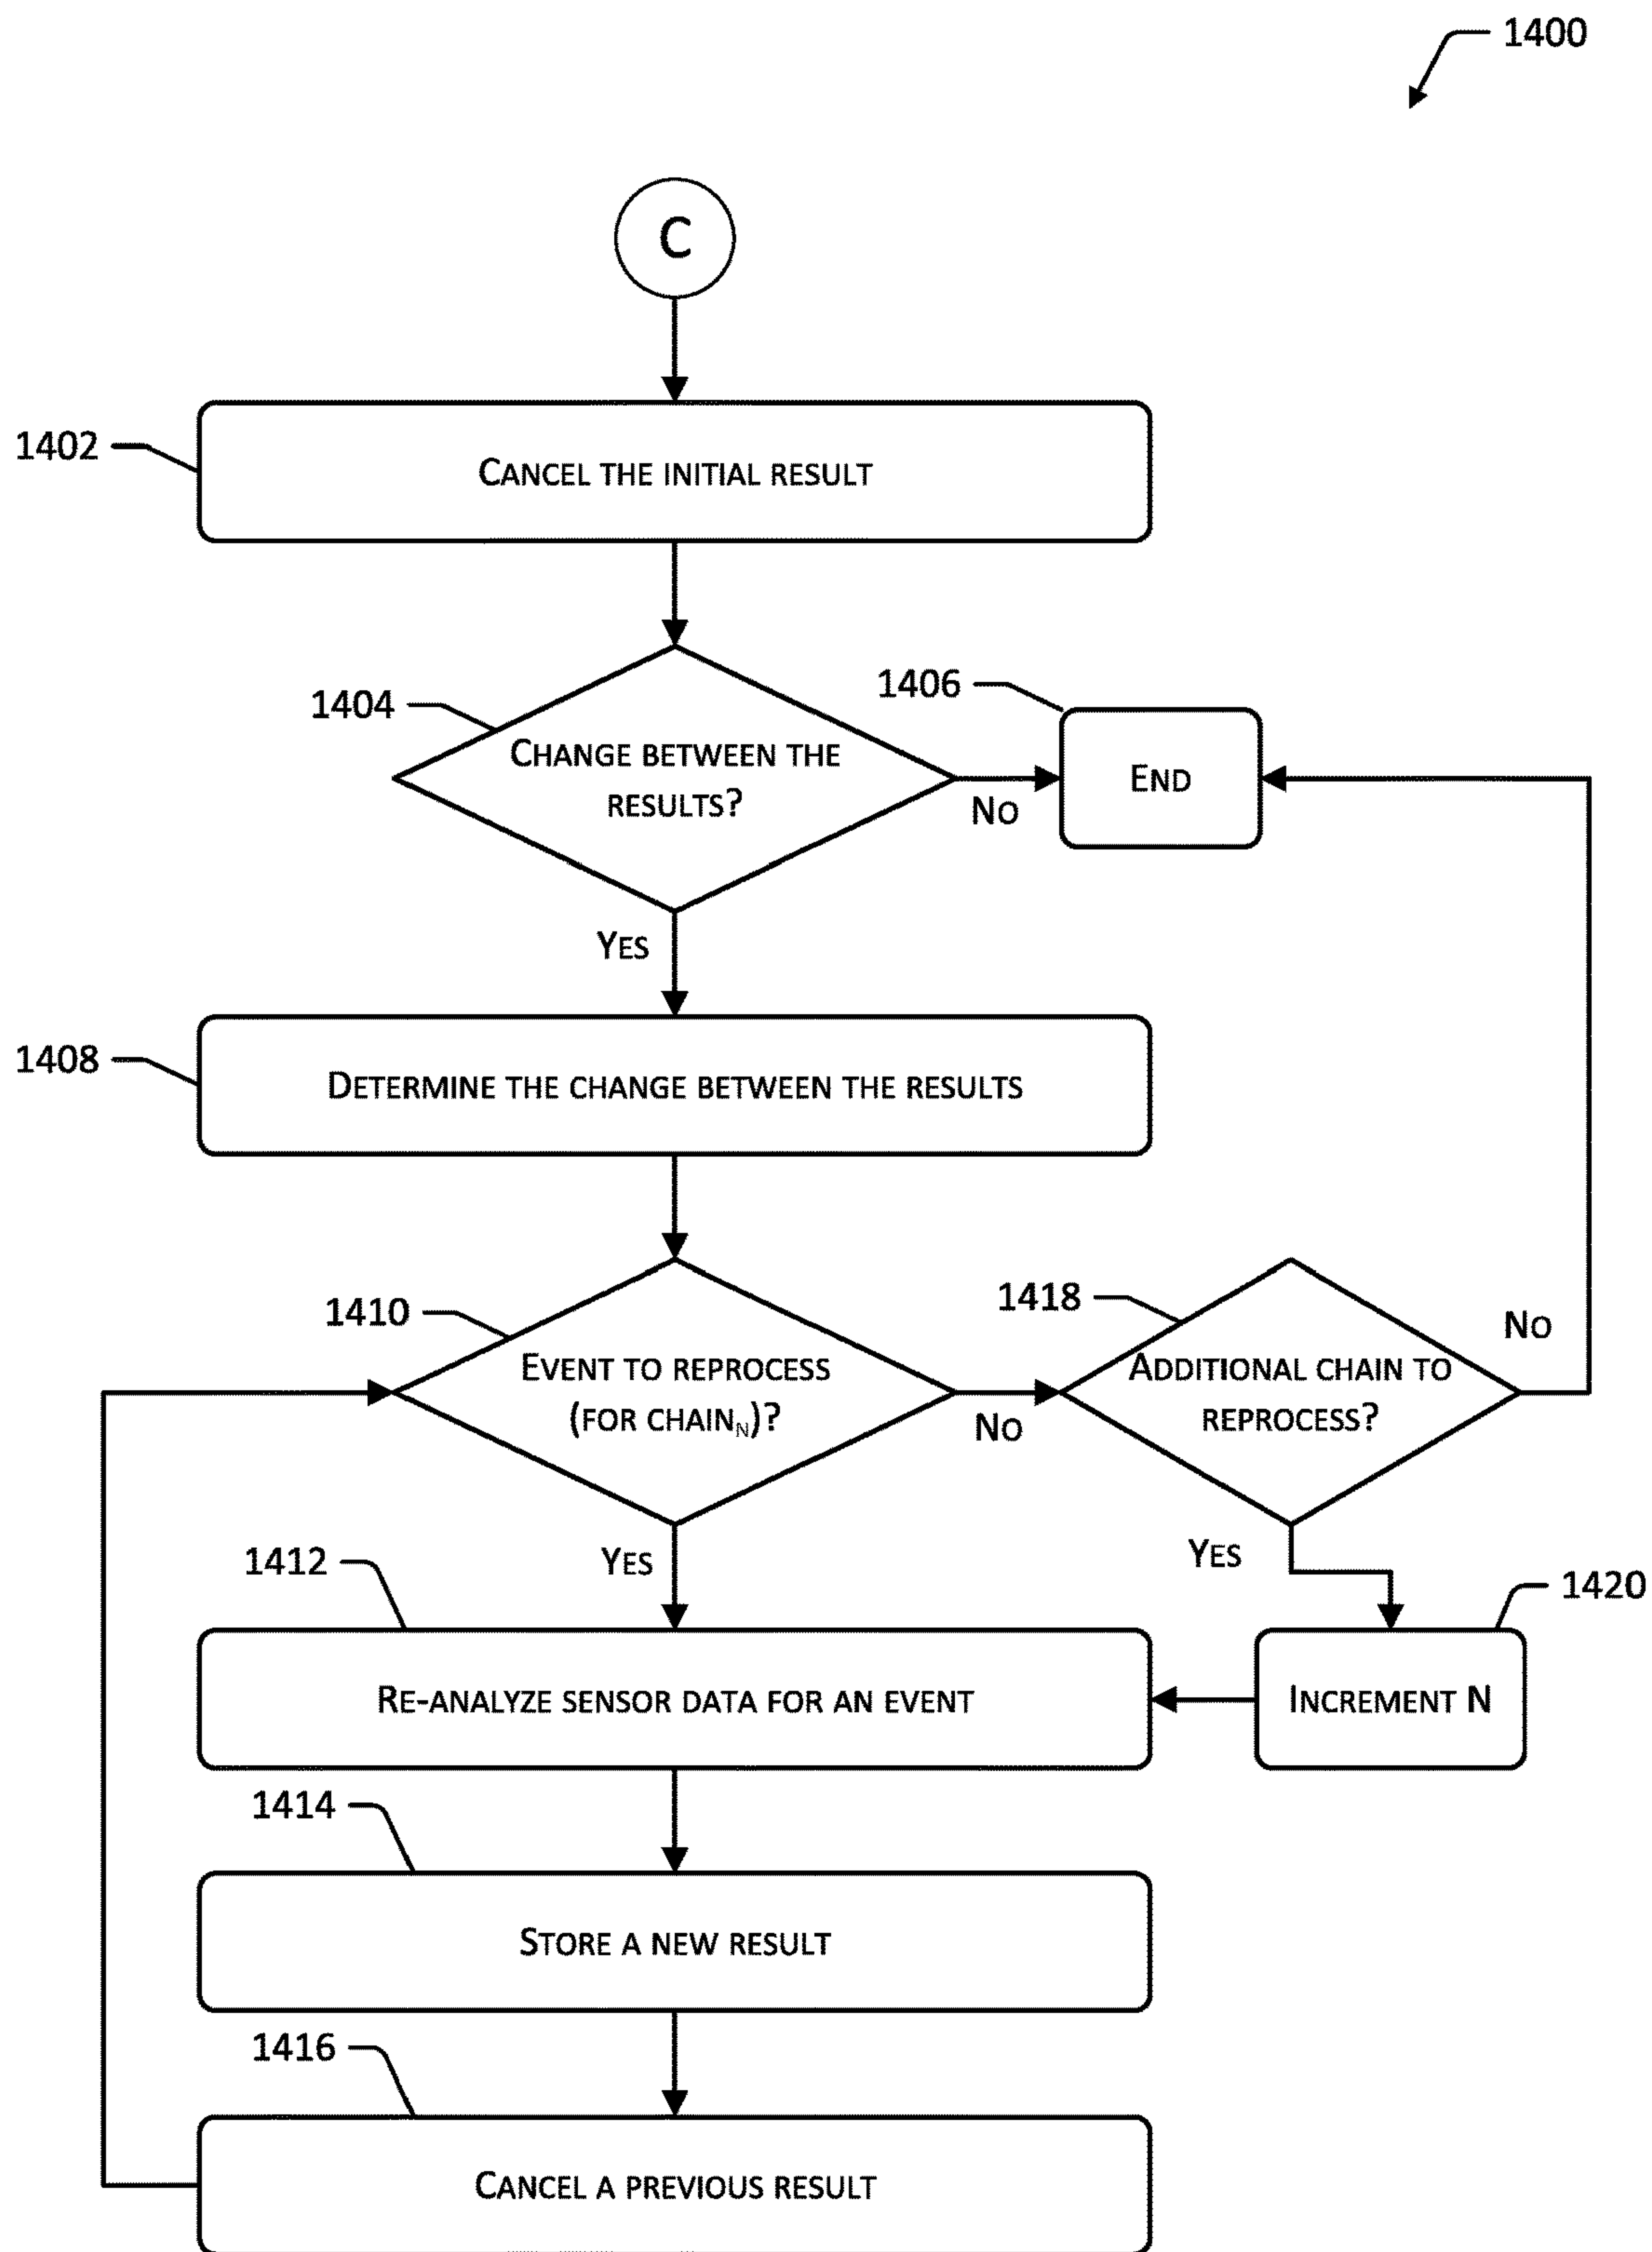 1400
C
1402
CANCEL THE INITIAL RESULT
1404
CHANGE BETWEEN THE
RESULTS?
1406
END
NO
YES
1408
DETERMINE THE CHANGE BETWEEN THE RESULTS
1410
EVENT TO REPROCESS
(FOR CHAINN)?
NO
1418
ADDITIONAL CHAIN TO
REPROCESS?
NO
YES
YES
1412
RE-ANALYZE SENSOR DATA FOR AN EVENT
1420
INCREMENT N
1414
STORE A NEW RESULT
1416
CANCEL A PREVIOUS RESULT